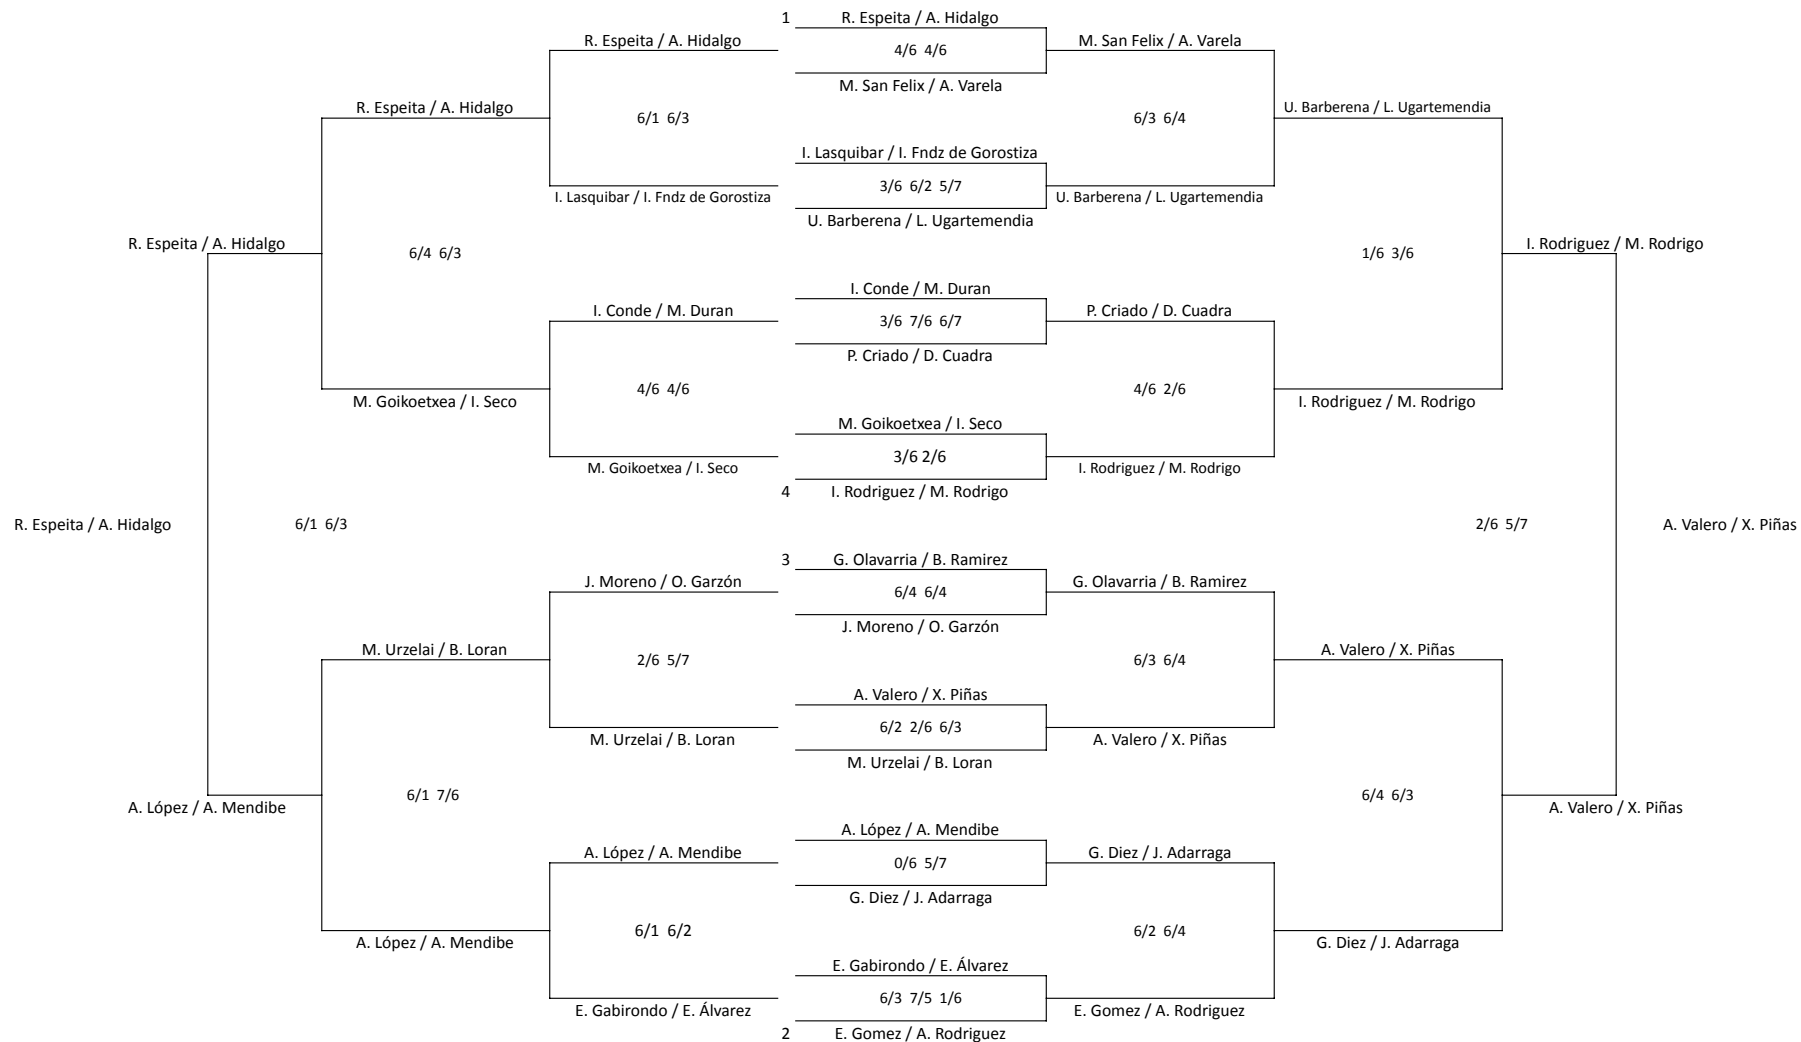 1 R. Espeita / A. Hidalgo
R. Espeita / A. Hidalgo
M. San Felix / A. Varela
4/6 4/6
M. San Felix / A. Varela
R. Espeita / A. Hidalgo
U. Barberena / L. Ugartemendia
6/1 6/3
6/3 6/4
I. Lasquibar / I. Fndz de Gorostiza
3/6 6/2 5/7
I. Lasquibar / I. Fndz de Gorostiza
U. Barberena / L. Ugartemendia
U. Barberena / L. Ugartemendia
R. Espeita / A. Hidalgo
I. Rodriguez / M. Rodrigo
6/4 6/3
1/6 3/6
I. Conde / M. Duran
I. Conde / M. Duran
P. Criado / D. Cuadra
3/6 7/6 6/7
P. Criado / D. Cuadra
4/6 4/6
4/6 2/6
M. Goikoetxea / I. Seco
I. Rodriguez / M. Rodrigo
M. Goikoetxea / I. Seco
3/6 2/6
M. Goikoetxea / I. Seco
I. Rodriguez / M. Rodrigo
4 I. Rodriguez / M. Rodrigo
R. Espeita / A. Hidalgo
6/1 6/3
2/6 5/7
A. Valero / X. Piñas
3 G. Olavarria / B. Ramirez
J. Moreno / O. Garzón
G. Olavarria / B. Ramirez
6/4 6/4
J. Moreno / O. Garzón
M. Urzelai / B. Loran
A. Valero / X. Piñas
2/6 5/7
6/3 6/4
A. Valero / X. Piñas
6/2 2/6 6/3
M. Urzelai / B. Loran
A. Valero / X. Piñas
M. Urzelai / B. Loran
6/1 7/6
6/4 6/3
A. López / A. Mendibe
A. Valero / X. Piñas
A. López / A. Mendibe
A. López / A. Mendibe
G. Diez / J. Adarraga
0/6 5/7
G. Diez / J. Adarraga
6/1 6/2
6/2 6/4
A. López / A. Mendibe
G. Diez / J. Adarraga
E. Gabirondo / E. Álvarez
6/3 7/5 1/6
E. Gabirondo / E. Álvarez
E. Gomez / A. Rodriguez
2 E. Gomez / A. Rodriguez